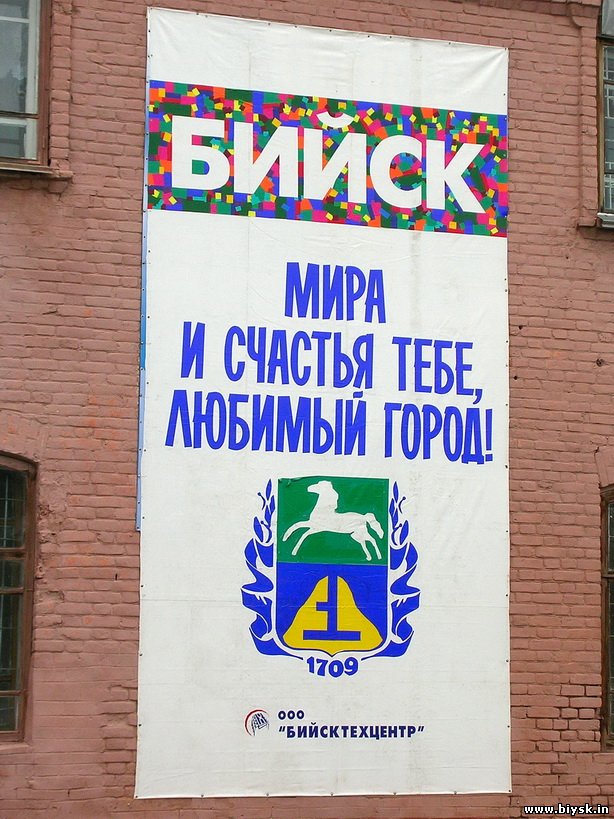 БИЙСК
МИРА
И СЧАСТЬЯ ТЕБЕ,
ЛЮБИМЫЙ ГОРОД!
1709
ООО
"БИЙСКТЕХЦЕНТР"
www.biysk.in